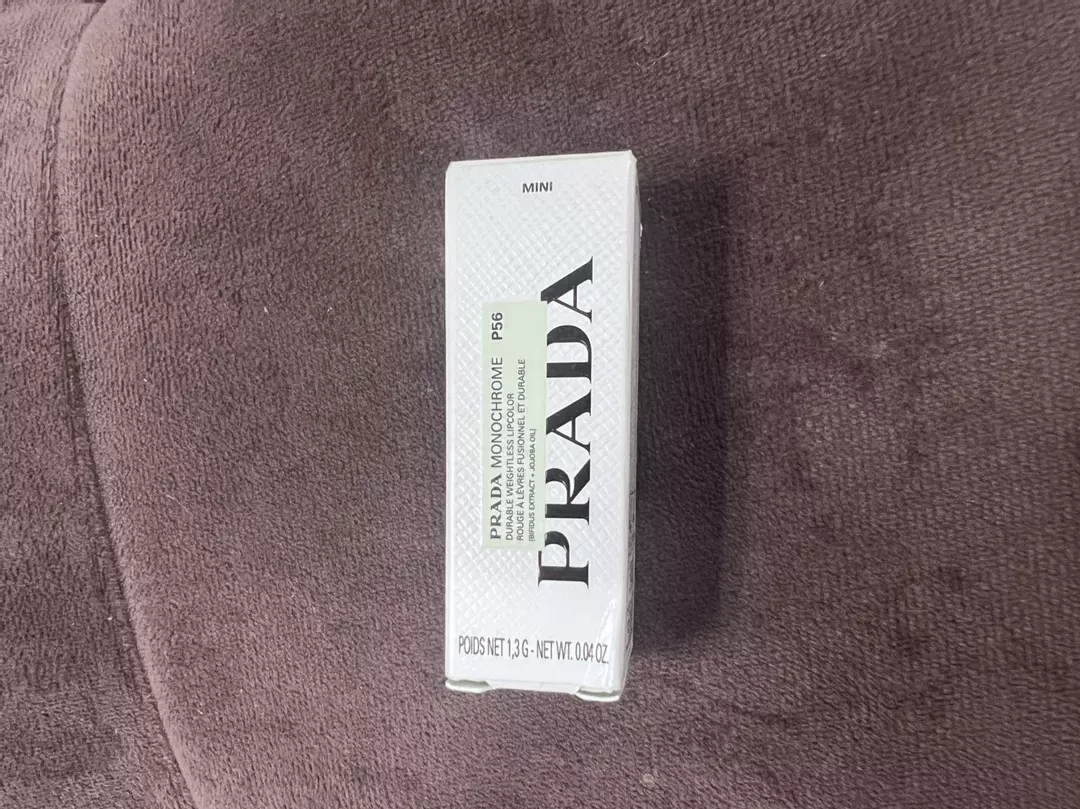 MINI
PRADA
PRADA MONOCHROME P56
DURABLE WEIGHTLESS LIPCOLOR
ROUGE À LÈVRES FUSIONNEL ET DURABLE
[BIFIDUS EXTRACT + JOJOBA OIL]
POIDS NET 1,3 G - NET WT. 0.04 OZ.